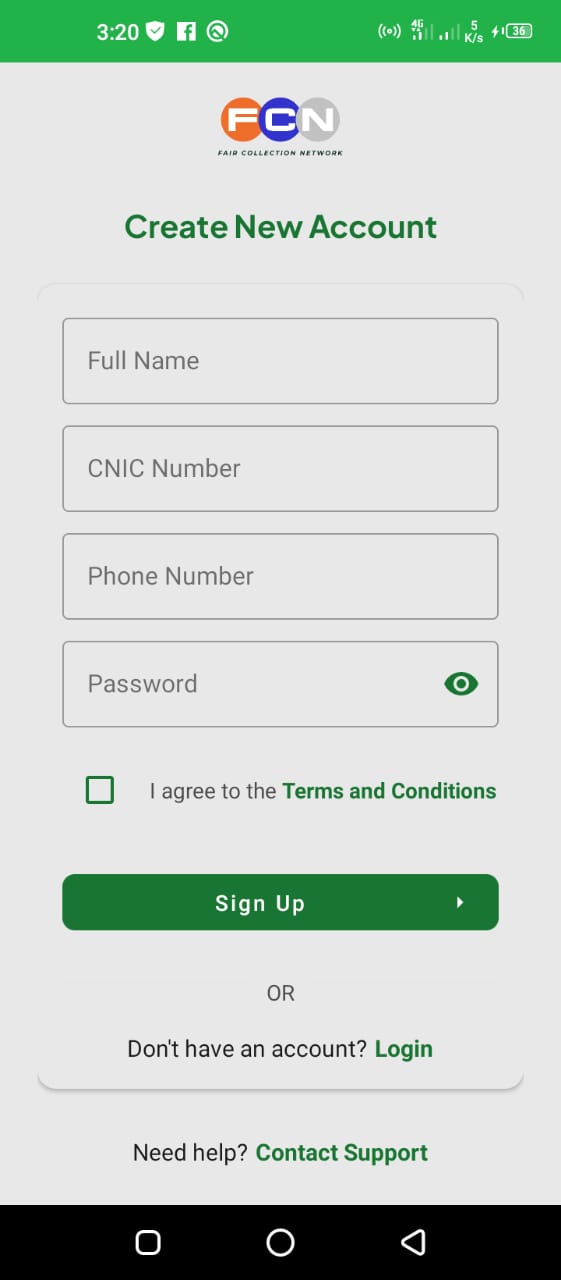 3:20 4G 5 K/s 36
FCN
FAIR COLLECTION NETWORK
Create New Account
Full Name
CNIC Number
Phone Number
Password
I agree to the Terms and Conditions
Sign Up
OR
Don't have an account? Login
Need help? Contact Support